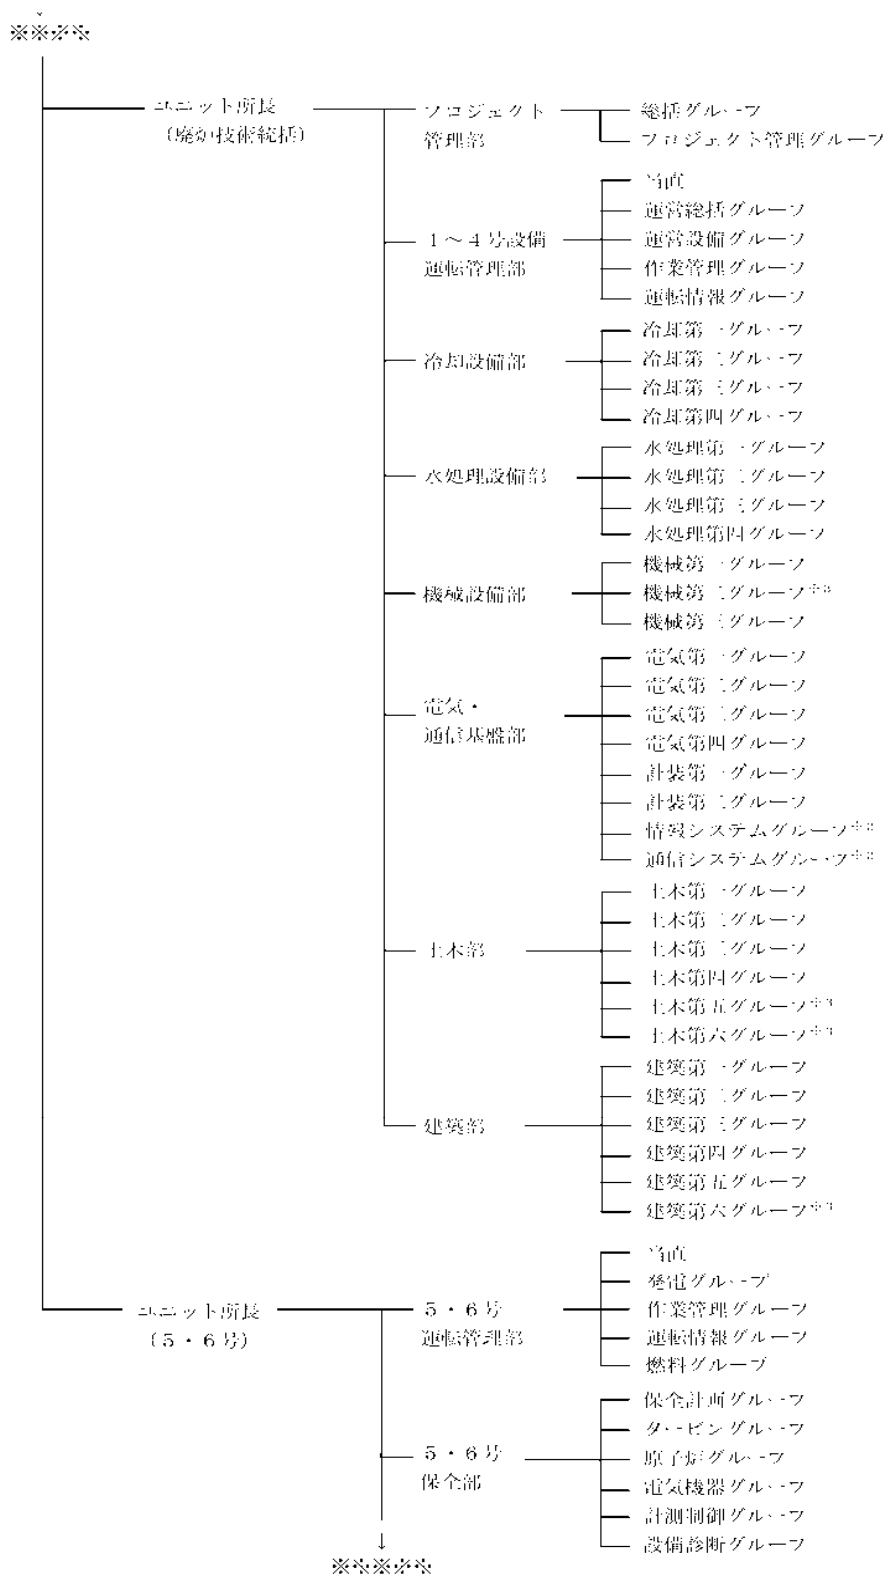 ※※※※
ユニット所長
(廃炉技術統括)
プロジェクト
管理部
総括グループ
プロジェクト管理グループ
1～4号設備
運転管理部
当直
運営総括グループ
運営設備グループ
作業管理グループ
運転情報グループ
冷却設備部
冷却第一グループ
冷却第二グループ
冷却第三グループ
冷却第四グループ
水処理設備部
水処理第一グループ
水処理第二グループ
水処理第三グループ
水処理第四グループ
機械設備部
機械第一グループ
機械第二グループ
機械第三グループ
電気・
通信基盤部
電気第一グループ
電気第二グループ
電気第三グループ
電気第四グループ
計装第一グループ
計装第二グループ
情報システムグループ
通信システムグループ
土木部
土木第一グループ
土木第二グループ
土木第三グループ
土木第四グループ
土木第五グループ※3
土木第六グループ※3
建築部
建築第一グループ
建築第二グループ
建築第三グループ
建築第四グループ
建築第五グループ
建築第六グループ※3
ユニット所長
(5・6号)
5・6号
運転管理部
当直
発電グループ
作業管理グループ
運転情報グループ
燃料グループ
5・6号
保全部
保全計画グループ
タービングループ
原子炉グループ
電気機器グループ
計測制御グループ
設備診断グループ
↓
※※※※※